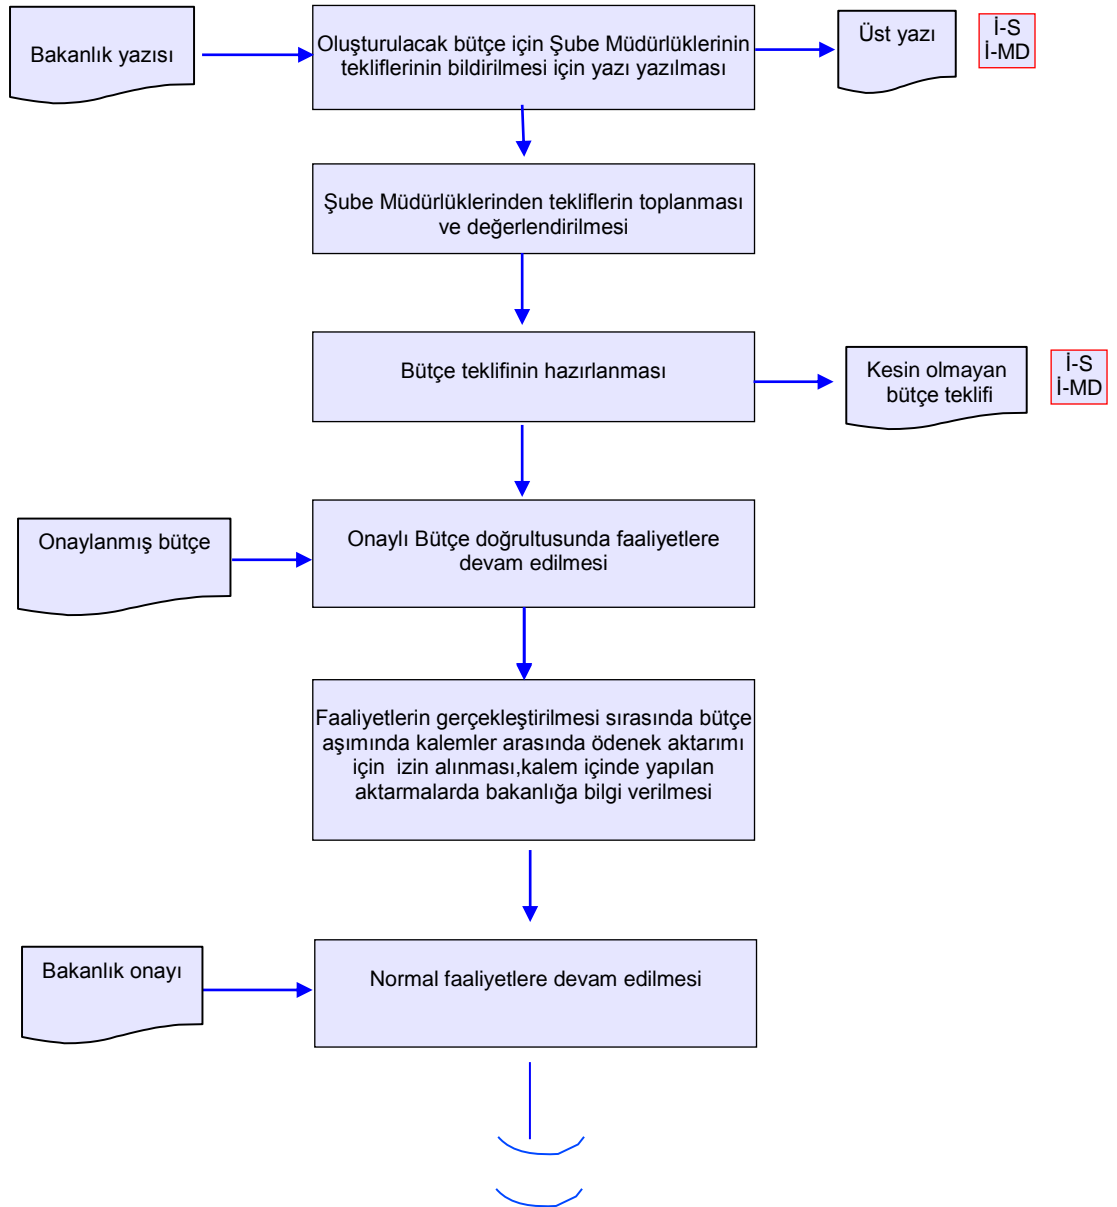 Bakanlık yazısı
Oluşturulacak bütçe için Şube Müdürlüklerinin
tekliflerinin bildirilmesi için yazı yazılması
Üst yazı
İ-S
İ-MD
Şube Müdürlüklerinden tekliflerin toplanması
ve değerlendirilmesi
Bütçe teklifinin hazırlanması
Kesin olmayan
bütçe teklifi
İ-S
İ-MD
Onaylanmış bütçe
Onaylı Bütçe doğrultusunda faaliyetlere
devam edilmesi
Faaliyetlerin gerçekleştirilmesi sırasında bütçe
aşımında kalemler arasında ödenek aktarımı
için  izin alınması,kalem içinde yapılan
aktarmalarda bakanlığa bilgi verilmesi
Bakanlık onayı
Normal faaliyetlere devam edilmesi